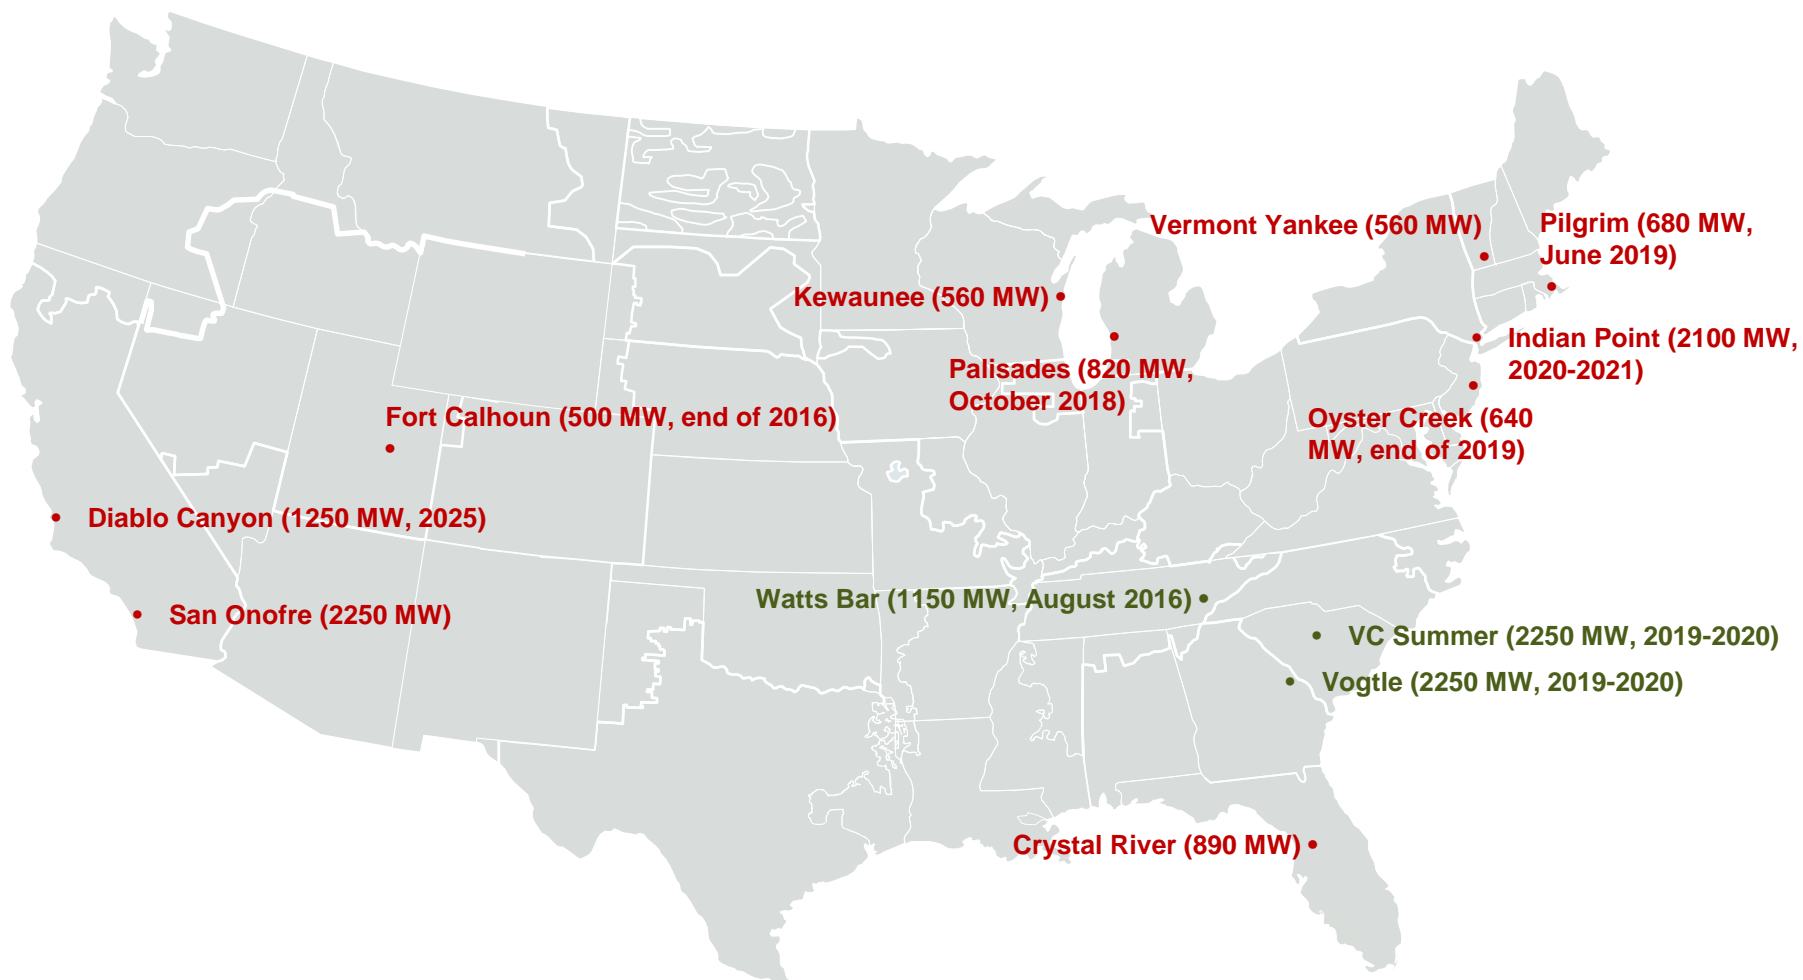 Vermont Yankee (560 MW)
Pilgrim (680 MW,
June 2019)
Kewaunee (560 MW)
Indian Point (2100 MW,
2020-2021)
Palisades (820 MW,
October 2018)
Fort Calhoun (500 MW, end of 2016)
Oyster Creek (640
MW, end of 2019)
Diablo Canyon (1250 MW, 2025)
Watts Bar (1150 MW, August 2016)
San Onofre (2250 MW)
VC Summer (2250 MW, 2019-2020)
Vogtle (2250 MW, 2019-2020)
Crystal River (890 MW)